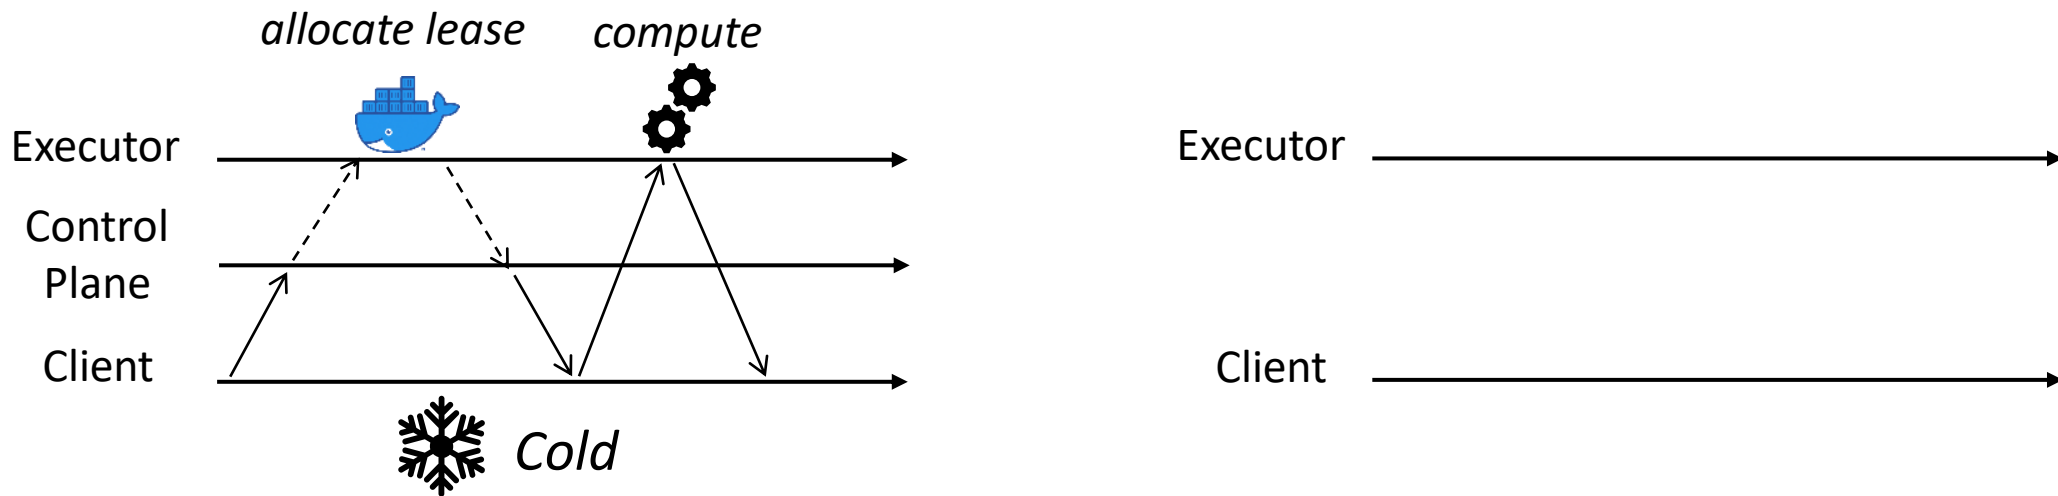 allocate lease
compute
Executor
Control
Plane
Client
Cold
Executor
Client